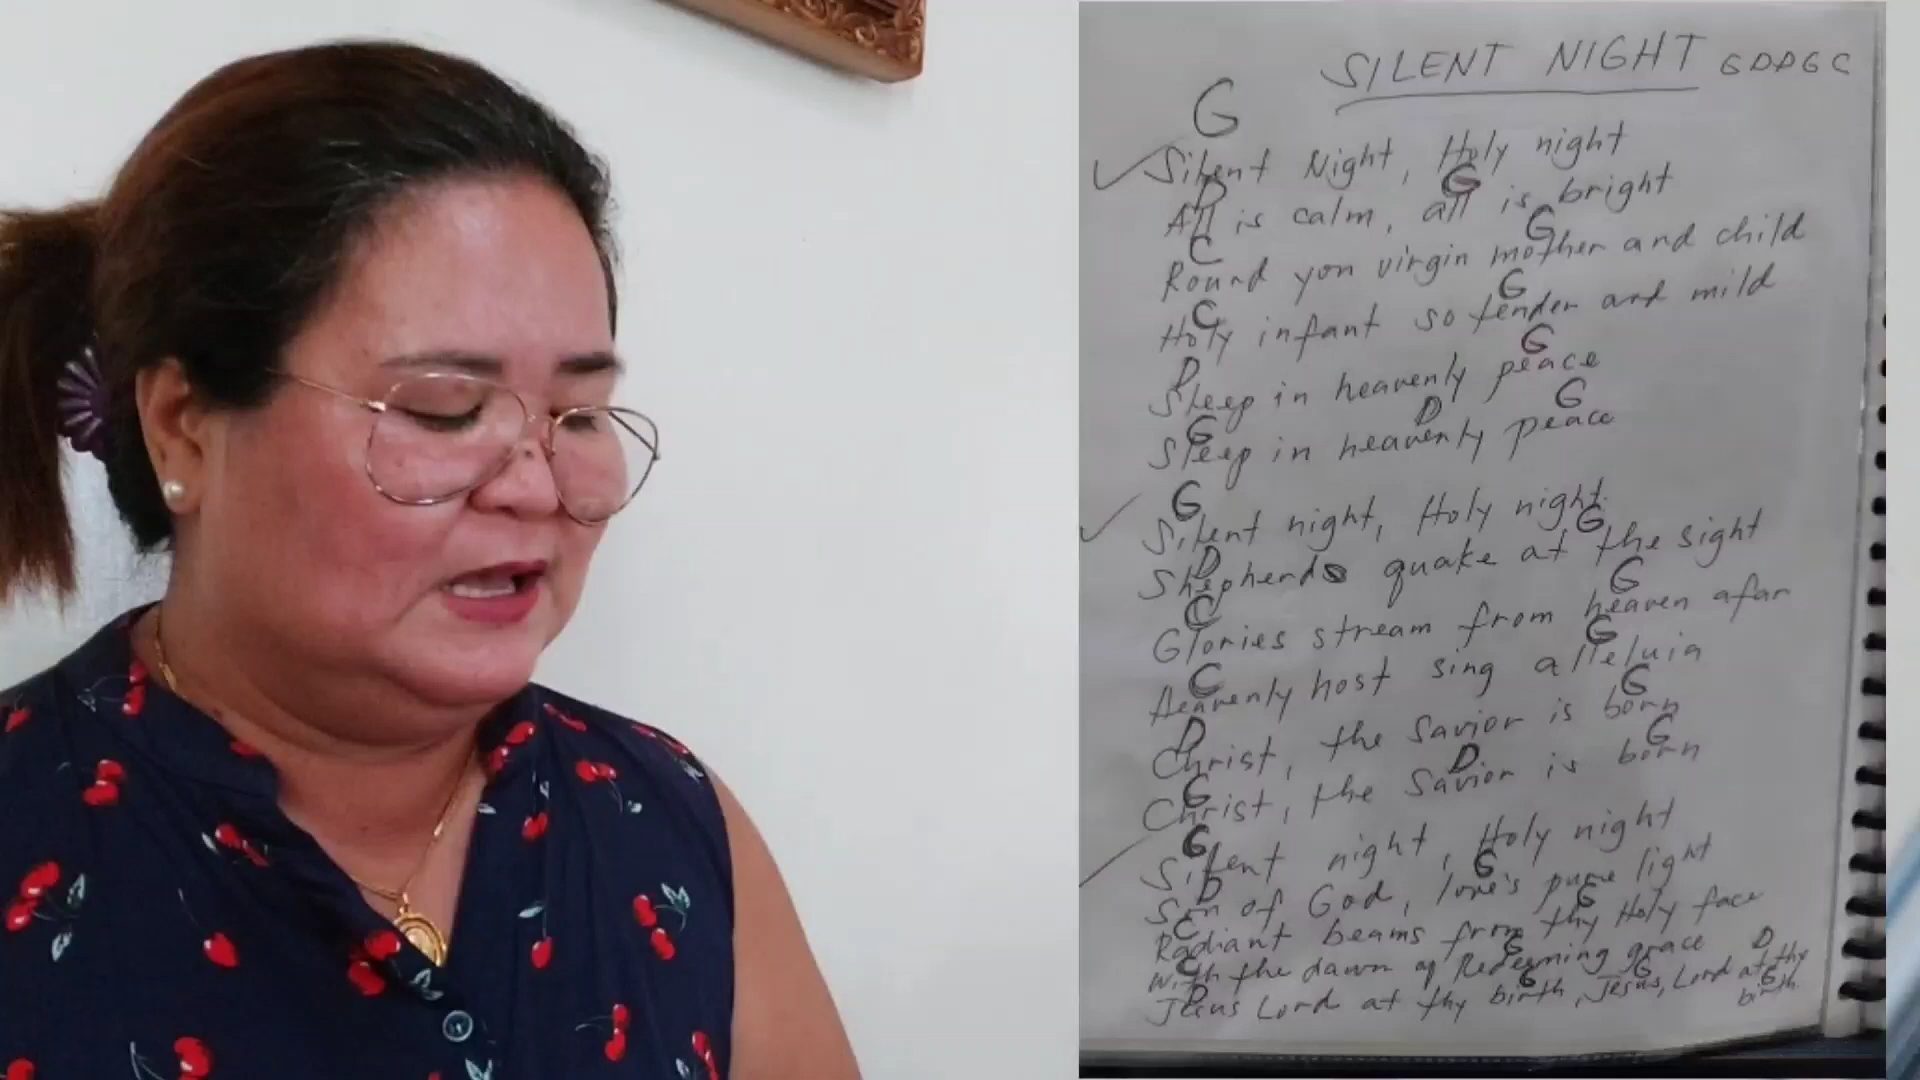 SILENT NIGHT GDDGC
G
Silent Night, Holy night
D G
All is calm, all is bright
C G
Round yon virgin mother and child
C G
Holy infant so tender and mild
D G
Sleep in heavenly peace
G D G
Sleep in heavenly peace
G
Silent night, Holy night
D G
Shepherds quake at the sight
C G
Glories stream from heaven afar
C G
Heavenly host sing alleluia
D G
Christ, the Savior is born
G D G
Christ, the Savior is born
G
Silent night, Holy night
D G
Son of God, love's pure light
C G
Radiant beams from thy Holy face
C G
With the dawn of Redeeming grace
D G G D
Jesus Lord at thy birth, Jesus, Lord at thy
G
birth